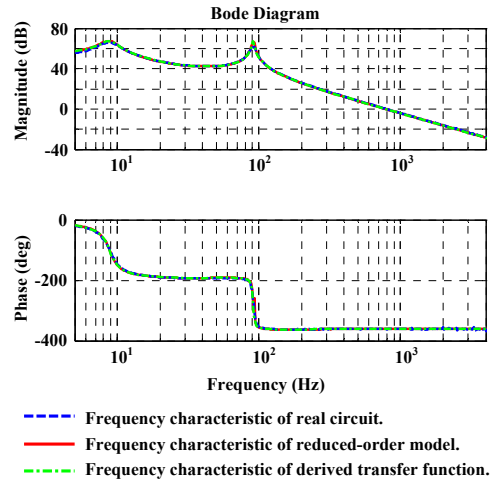 Bode Diagram
Magnitude (dB)
80
40
0
-40
10^1
10^2
10^3
Phase (deg)
0
-200
-400
10^1
10^2
10^3
Frequency (Hz)
Frequency characteristic of real circuit.
Frequency characteristic of reduced-order model.
Frequency characteristic of derived transfer function.